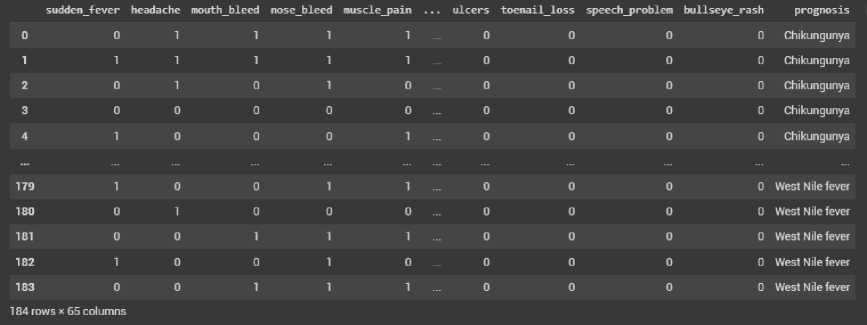 sudden_fever headache mouth_bleed nose_bleed muscle_pain ... ulcers toenail_loss speech_problem bullseye_rash prognosis
0 0 1 1 1 1 ... 0 0 0 0 Chikungunya
1 1 1 1 1 1 ... 0 0 0 0 Chikungunya
2 0 1 0 1 0 ... 0 0 0 0 Chikungunya
3 0 0 0 0 0 ... 0 0 0 0 Chikungunya
4 1 0 0 0 1 ... 0 0 0 0 Chikungunya
... ... ... ... ... ... ... ... ... ... ... ...
179 1 0 0 1 1 ... 0 0 0 0 West Nile fever
180 0 1 0 0 0 ... 0 0 0 0 West Nile fever
181 0 0 1 1 1 ... 0 0 0 0 West Nile fever
182 1 0 0 1 0 ... 0 0 0 0 West Nile fever
183 0 0 1 1 1 ... 0 0 0 0 West Nile fever
184 rows × 65 columns